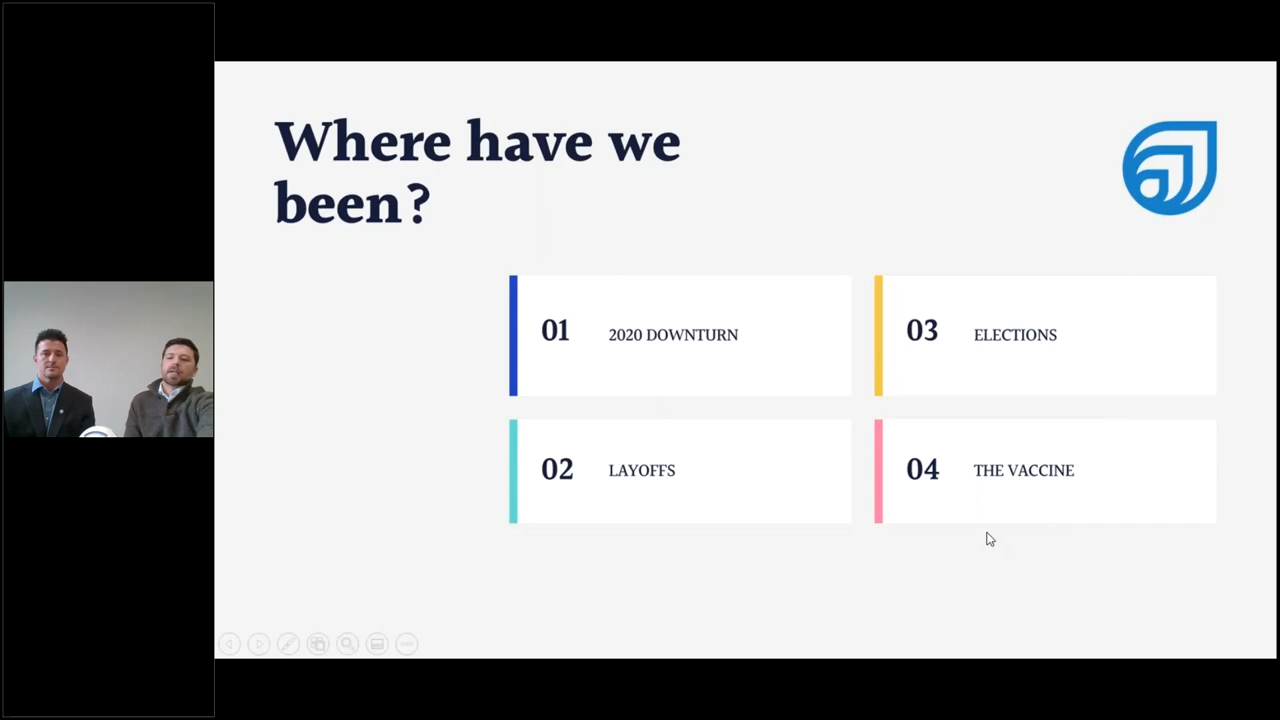 Where have we
been?
01 2020 DOWNTURN
02 LAYOFFS
03 ELECTIONS
04 THE VACCINE